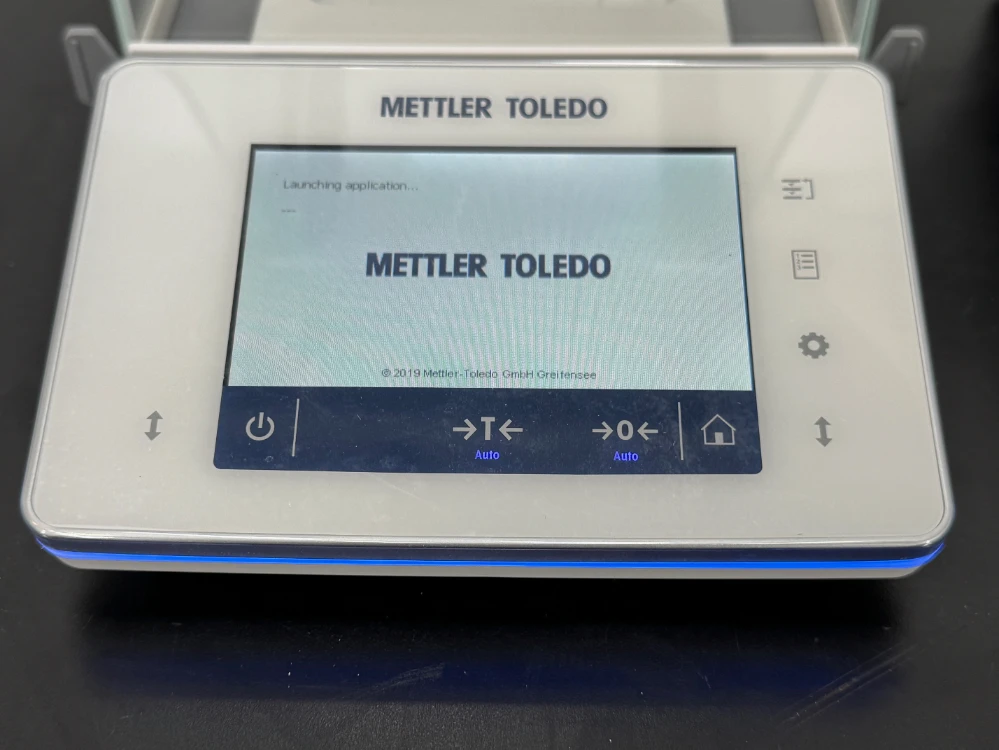 METTLER TOLEDO
Launching application...
METTLER TOLEDO
© 2019 Mettler-Toledo GmbH Greifensee
→T← →0←
Auto Auto